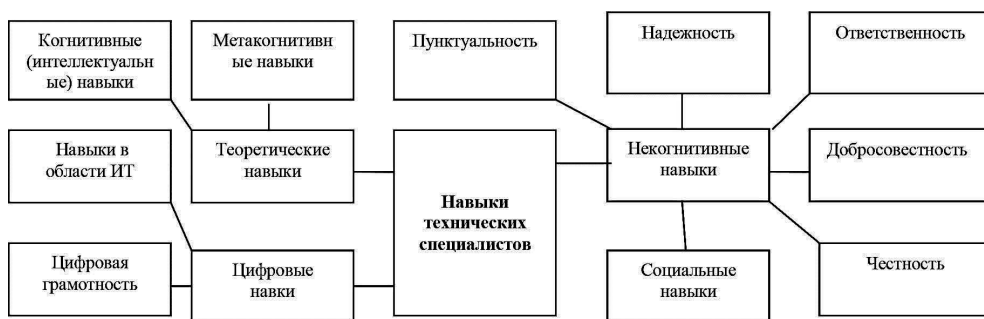 Когнитивные
(интеллектуальн
ые) навыки
Метакогнитивн
ые навыки
Пунктуальность
Надежность
Ответственность
Навыки в
области ИТ
Теоретические
навыки
Навыки
технических
специалистов
Некогнитивные
навыки
Добросовестность
Цифровая
грамотность
Цифровые
навки
Социальные
навыки
Честность